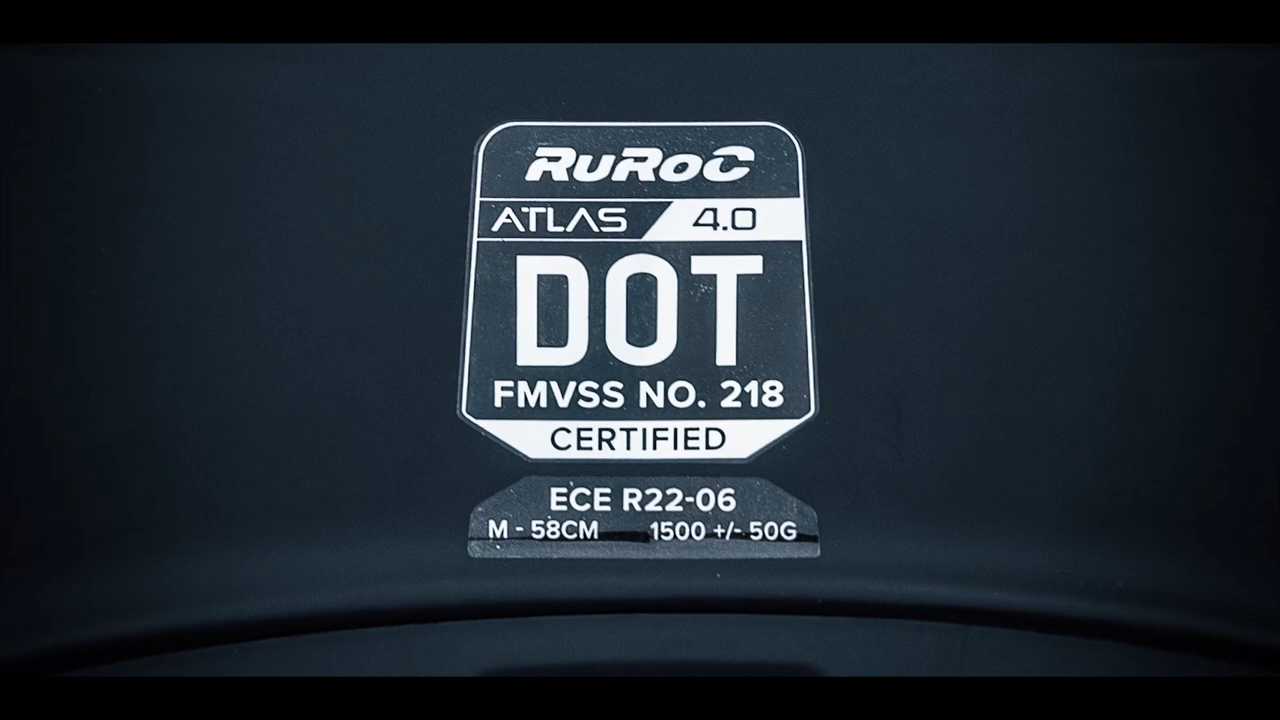 RuRoC
ATLAS 4.0
DOT
FMVSS NO. 218
CERTIFIED
ECE R22-06
M - 58CM 1500 +/- 50G